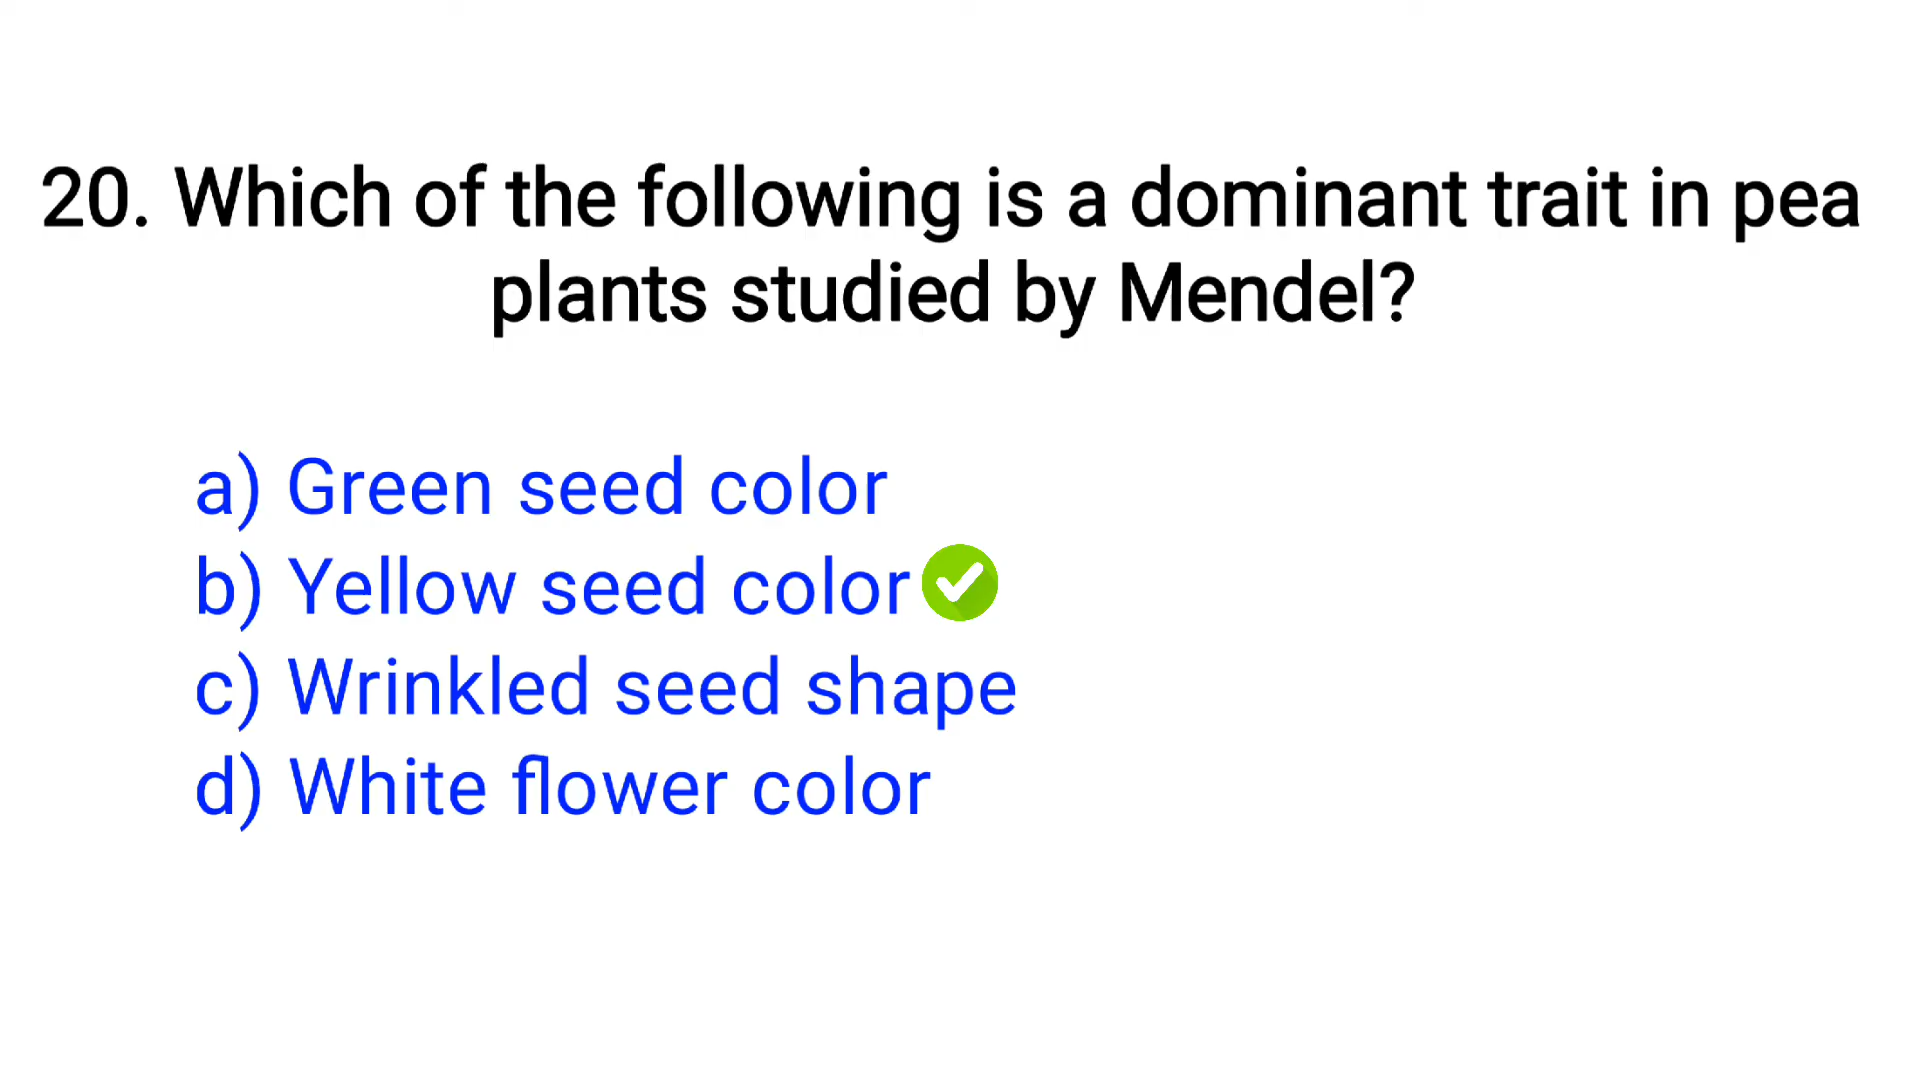 20. Which of the following is a dominant trait in pea
plants studied by Mendel?
a) Green seed color
b) Yellow seed color
c) Wrinkled seed shape
d) White flower color